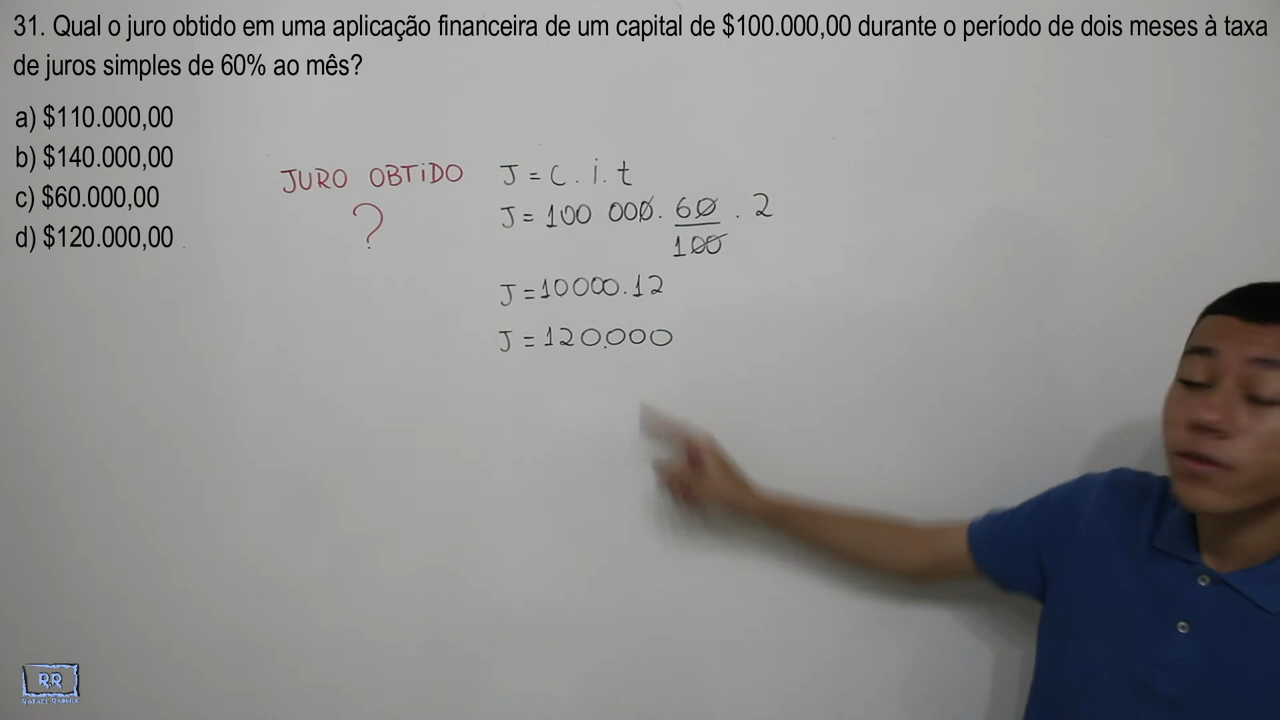 31. Qual o juro obtido em uma aplicação financeira de um capital de $100.000,00 durante o período de dois meses à taxa
de juros simples de 60% ao mês?
a) $110.000,00
b) $140.000,00
c) $60.000,00
d) $120.000,00
JURO OBTIDO
?
J = C . i . t
J = 100 000 . 60/100 . 2
J = 10000 . 12
J = 120.000
RR